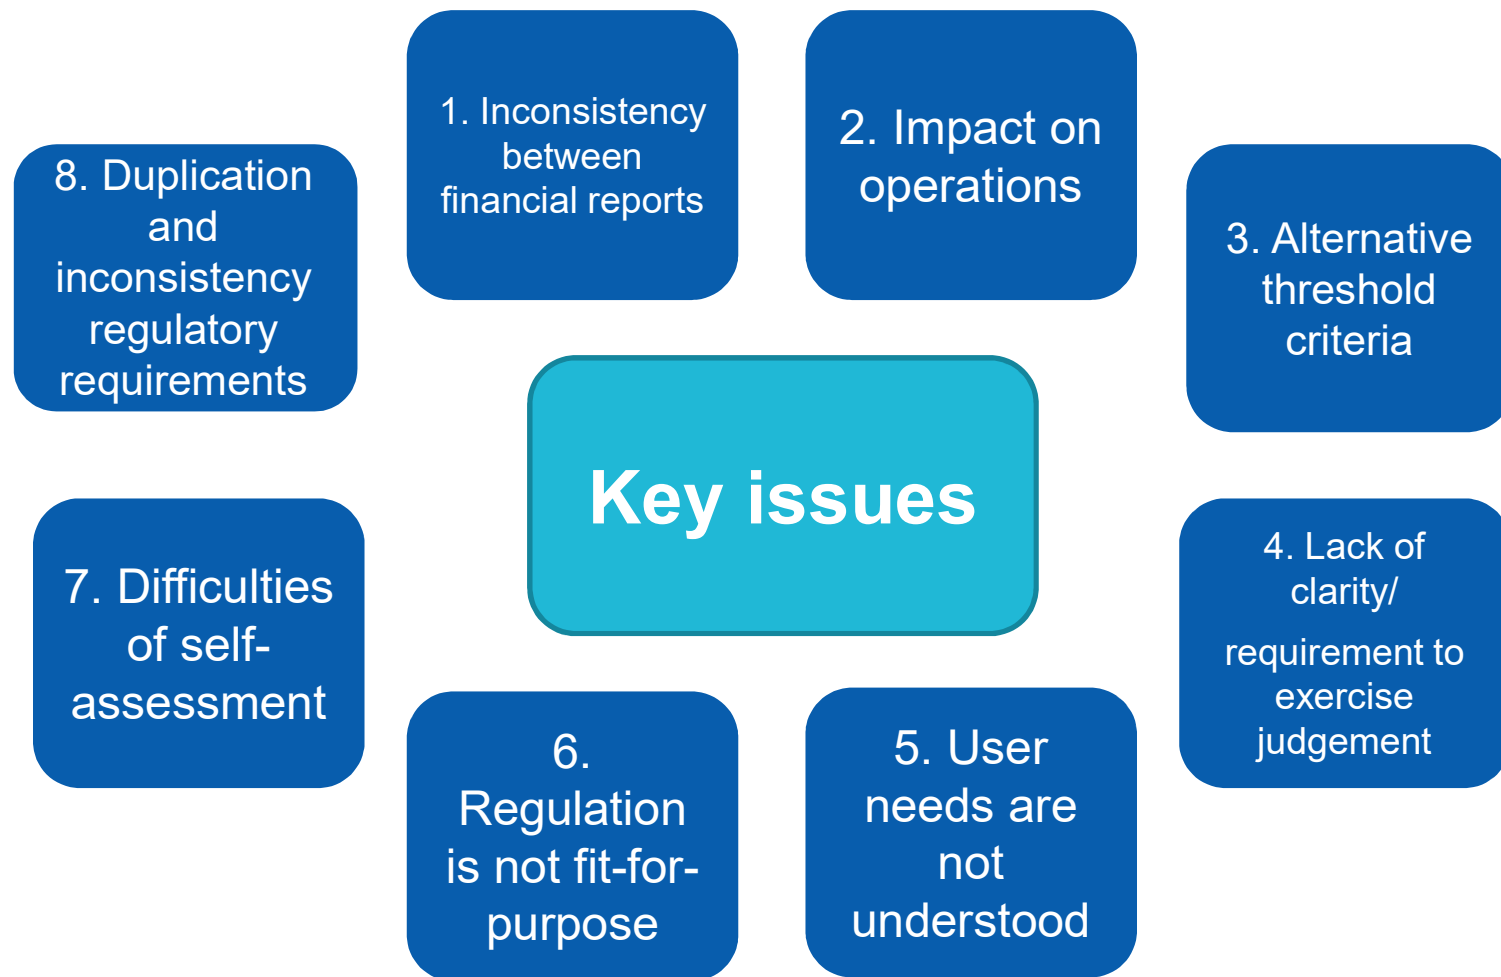 1. Inconsistency
between
financial reports
2. Impact on
operations
3. Alternative
threshold
criteria
4. Lack of
clarity/
requirement to
exercise
judgement
5. User
needs are
not
understood
6.
Regulation
is not fit-for-
purpose
7. Difficulties
of self-
assessment
8. Duplication
and
inconsistency
regulatory
requirements
Key issues